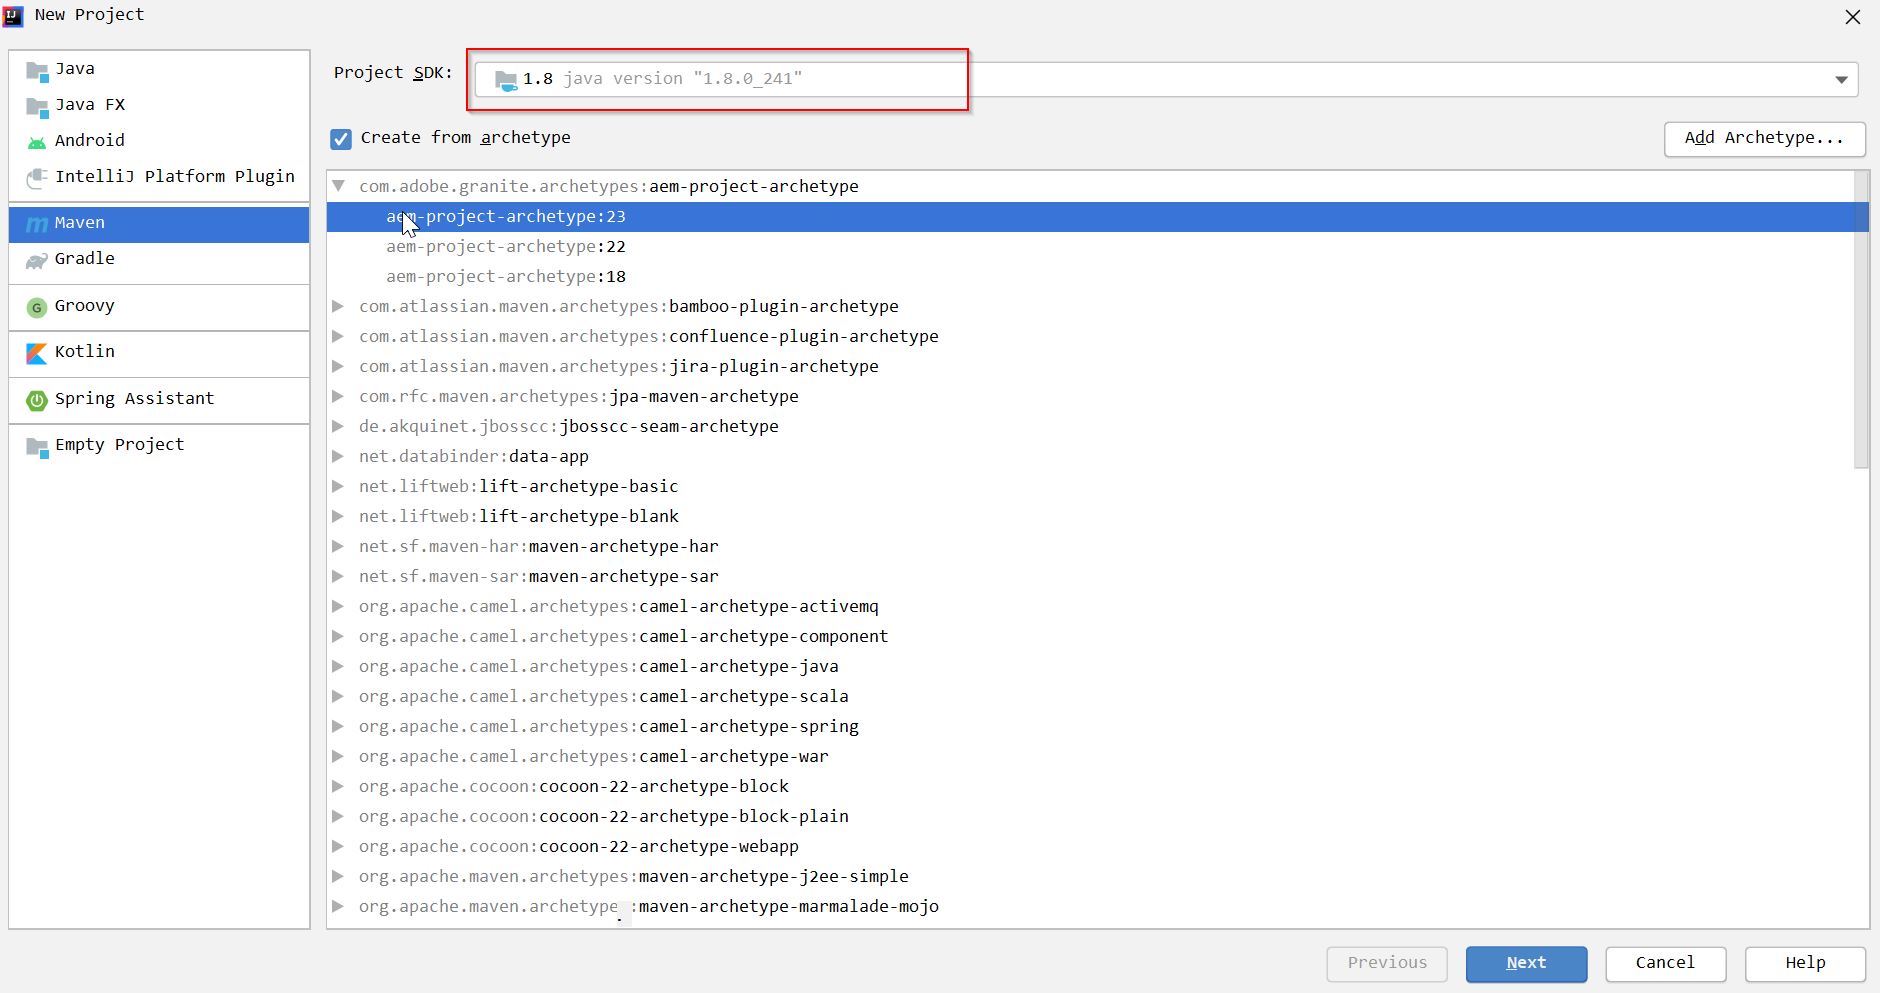 New Project
Java
Java FX
Android
IntelliJ Platform Plugin
Maven
Gradle
Groovy
Kotlin
Spring Assistant
Empty Project
Project SDK: 1.8 java version "1.8.0_241"
Create from archetype
Add Archetype...
com.adobe.granite.archetypes:aem-project-archetype
aem-project-archetype:23
aem-project-archetype:22
aem-project-archetype:18
com.atlassian.maven.archetypes:bamboo-plugin-archetype
com.atlassian.maven.archetypes:confluence-plugin-archetype
com.atlassian.maven.archetypes:jira-plugin-archetype
com.rfc.maven.archetypes:jpa-maven-archetype
de.akquinet.jbosscc:jbosscc-seam-archetype
net.databinder:data-app
net.liftweb:lift-archetype-basic
net.liftweb:lift-archetype-blank
net.sf.maven-har:maven-archetype-har
net.sf.maven-sar:maven-archetype-sar
org.apache.camel.archetypes:camel-archetype-activemq
org.apache.camel.archetypes:camel-archetype-component
org.apache.camel.archetypes:camel-archetype-java
org.apache.camel.archetypes:camel-archetype-scala
org.apache.camel.archetypes:camel-archetype-spring
org.apache.camel.archetypes:camel-archetype-war
org.apache.cocoon:cocoon-22-archetype-block
org.apache.cocoon:cocoon-22-archetype-block-plain
org.apache.cocoon:cocoon-22-archetype-webapp
org.apache.maven.archetypes:maven-archetype-j2ee-simple
org.apache.maven.archetype :maven-archetype-marmalade-mojo
Previous
Next
Cancel
Help